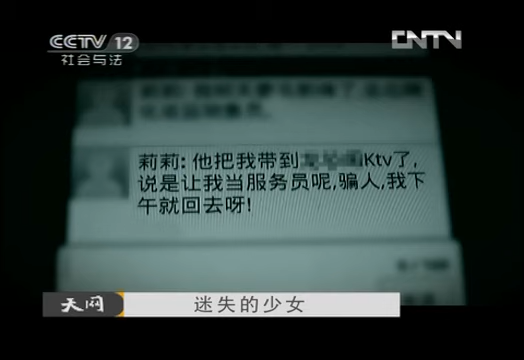 CCTV 12
CNTV
社会与法
莉莉:他把我带到Ktv了,
说是让我当服务员呢,骗人,我下
午就回去呀!
天网
迷失的少女